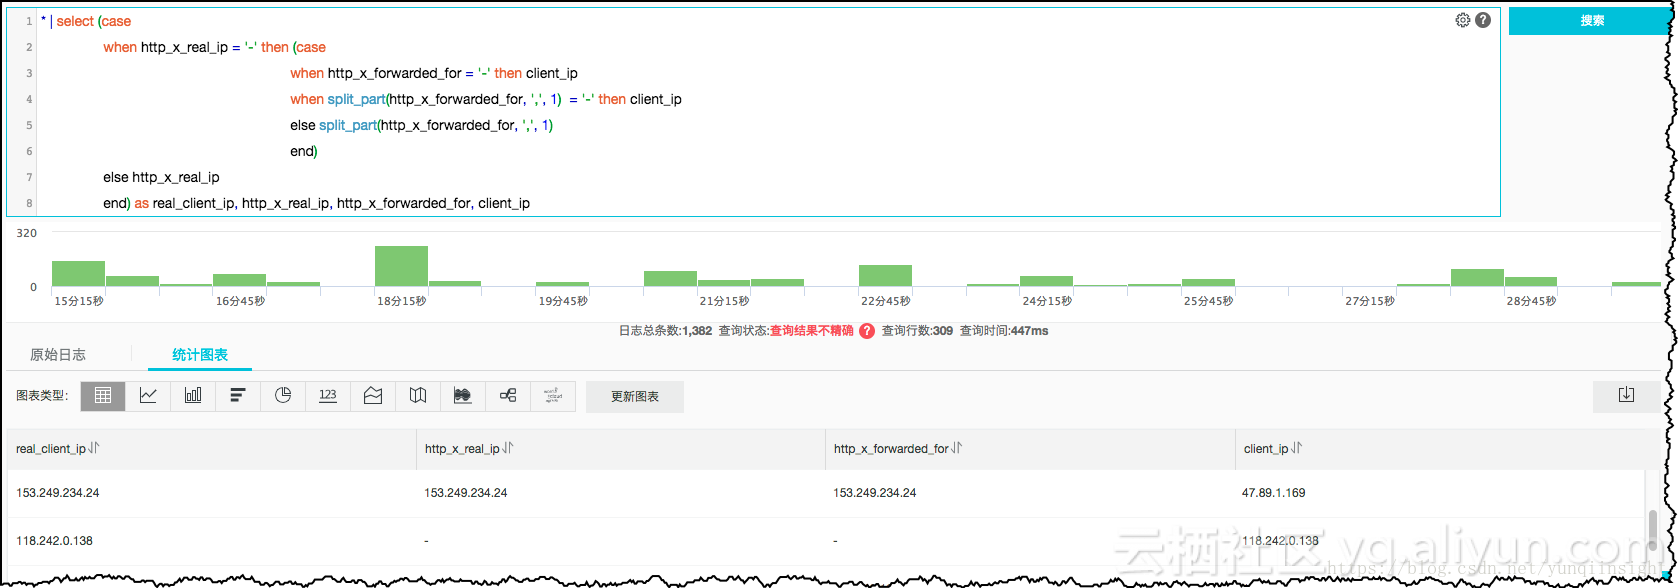 1 * | select (case
2 when http_x_real_ip = '-' then (case
3 when http_x_forwarded_for = '-' then client_ip
4 when split_part(http_x_forwarded_for, ',', 1) = '-' then client_ip
5 else split_part(http_x_forwarded_for, ',', 1)
6 end)
7 else http_x_real_ip
8 end) as real_client_ip, http_x_real_ip, http_x_forwarded_for, client_ip
搜索
320
0
15分15秒 16分45秒 18分15秒 19分45秒 21分15秒 22分45秒 24分15秒 25分45秒 27分15秒 28分45秒
日志总条数:1,382 查询状态:查询结果不精确 ? 查询行数:309 查询时间:447ms
原始日志 统计图表
图表类型: 123 更新图表
real_client_ip http_x_real_ip http_x_forwarded_for client_ip
153.249.234.24 153.249.234.24 153.249.234.24 47.89.1.169
118.242.0.138 - - 118.242.0.138
云栖社区 yq.aliyun.com
https://blog.csdn.net/yunqiinsight